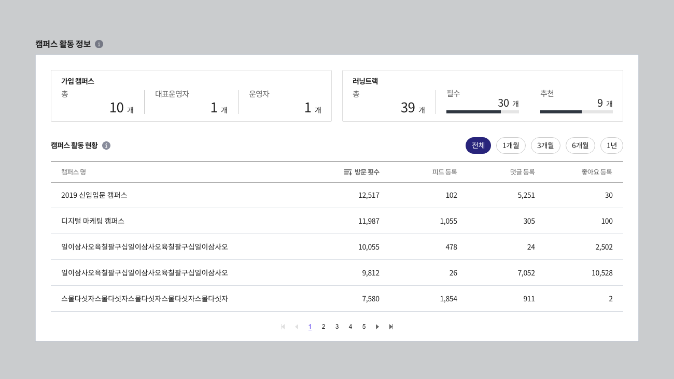 캠퍼스 활동 정보
가입 캠퍼스
총 10 개
대표운영자 1 개
운영자 1 개
러닝트랙
총 39 개
필수 30 개
추천 9 개
캠퍼스 활동 현황
전체 1개월 3개월 6개월 1년
캠퍼스 명 방문 횟수 피드 등록 댓글 등록 좋아요 등록
2019 신입입문 캠퍼스 12,517 102 5,251 30
디지털 마케팅 캠퍼스 11,987 1,055 305 100
일이삼사오육칠팔구십일이삼사오육칠팔구십일이삼사오 10,055 478 24 2,502
일이삼사오육칠팔구십일이삼사오육칠팔구십일이삼사오 9,812 26 7,052 10,528
스물다섯자스물다섯자스물다섯자스물다섯자스물다섯자 7,580 1,854 911 2
1 2 3 4 5